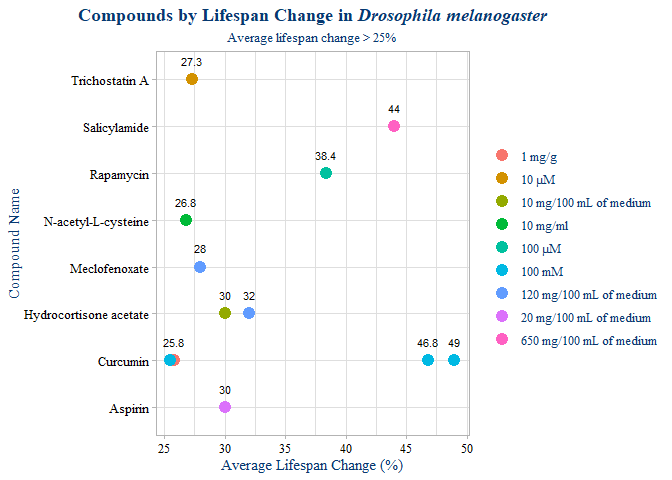 Compounds by Lifespan Change in Drosophila melanogaster
Average lifespan change > 25%
Compound Name
Trichostatin A
27.3
Salicylamide
44
Rapamycin
38.4
N-acetyl-L-cysteine
26.8
Meclofenoxate
28
Hydrocortisone acetate
30 32
Curcumin
25.8 46.8 49
Aspirin
30
25 30 35 40 45 50
Average Lifespan Change (%)
1 mg/g
10 μM
10 mg/100 mL of medium
10 mg/ml
100 μM
100 mM
120 mg/100 mL of medium
20 mg/100 mL of medium
650 mg/100 mL of medium